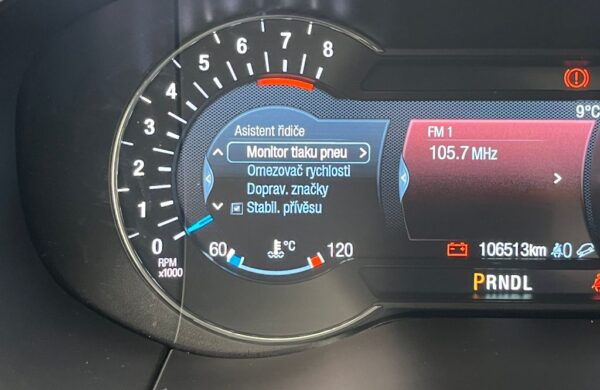 8
7
6
5
4
3
2
1
0
RPM
x1000
Asistent řidiče
Monitor tlaku pneu
Omezovač rychlosti
Doprav. značky
Stabil. přívěsu
60
°C
120
9°C
FM 1
105.7 MHz
106513km
0
PRNDL